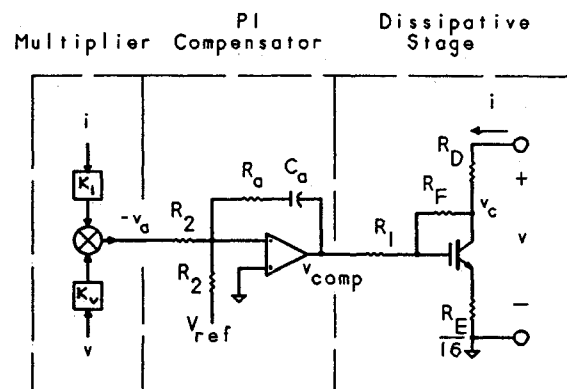 Multiplier
PI
Compensator
Dissipative
Stage
i
K_i
-v_a
K_v
v
R_2
R_2
V_ref
R_a
C_a
v_comp
R_1
R_F
v_c
R_D
i
+
v
−
R_E
16